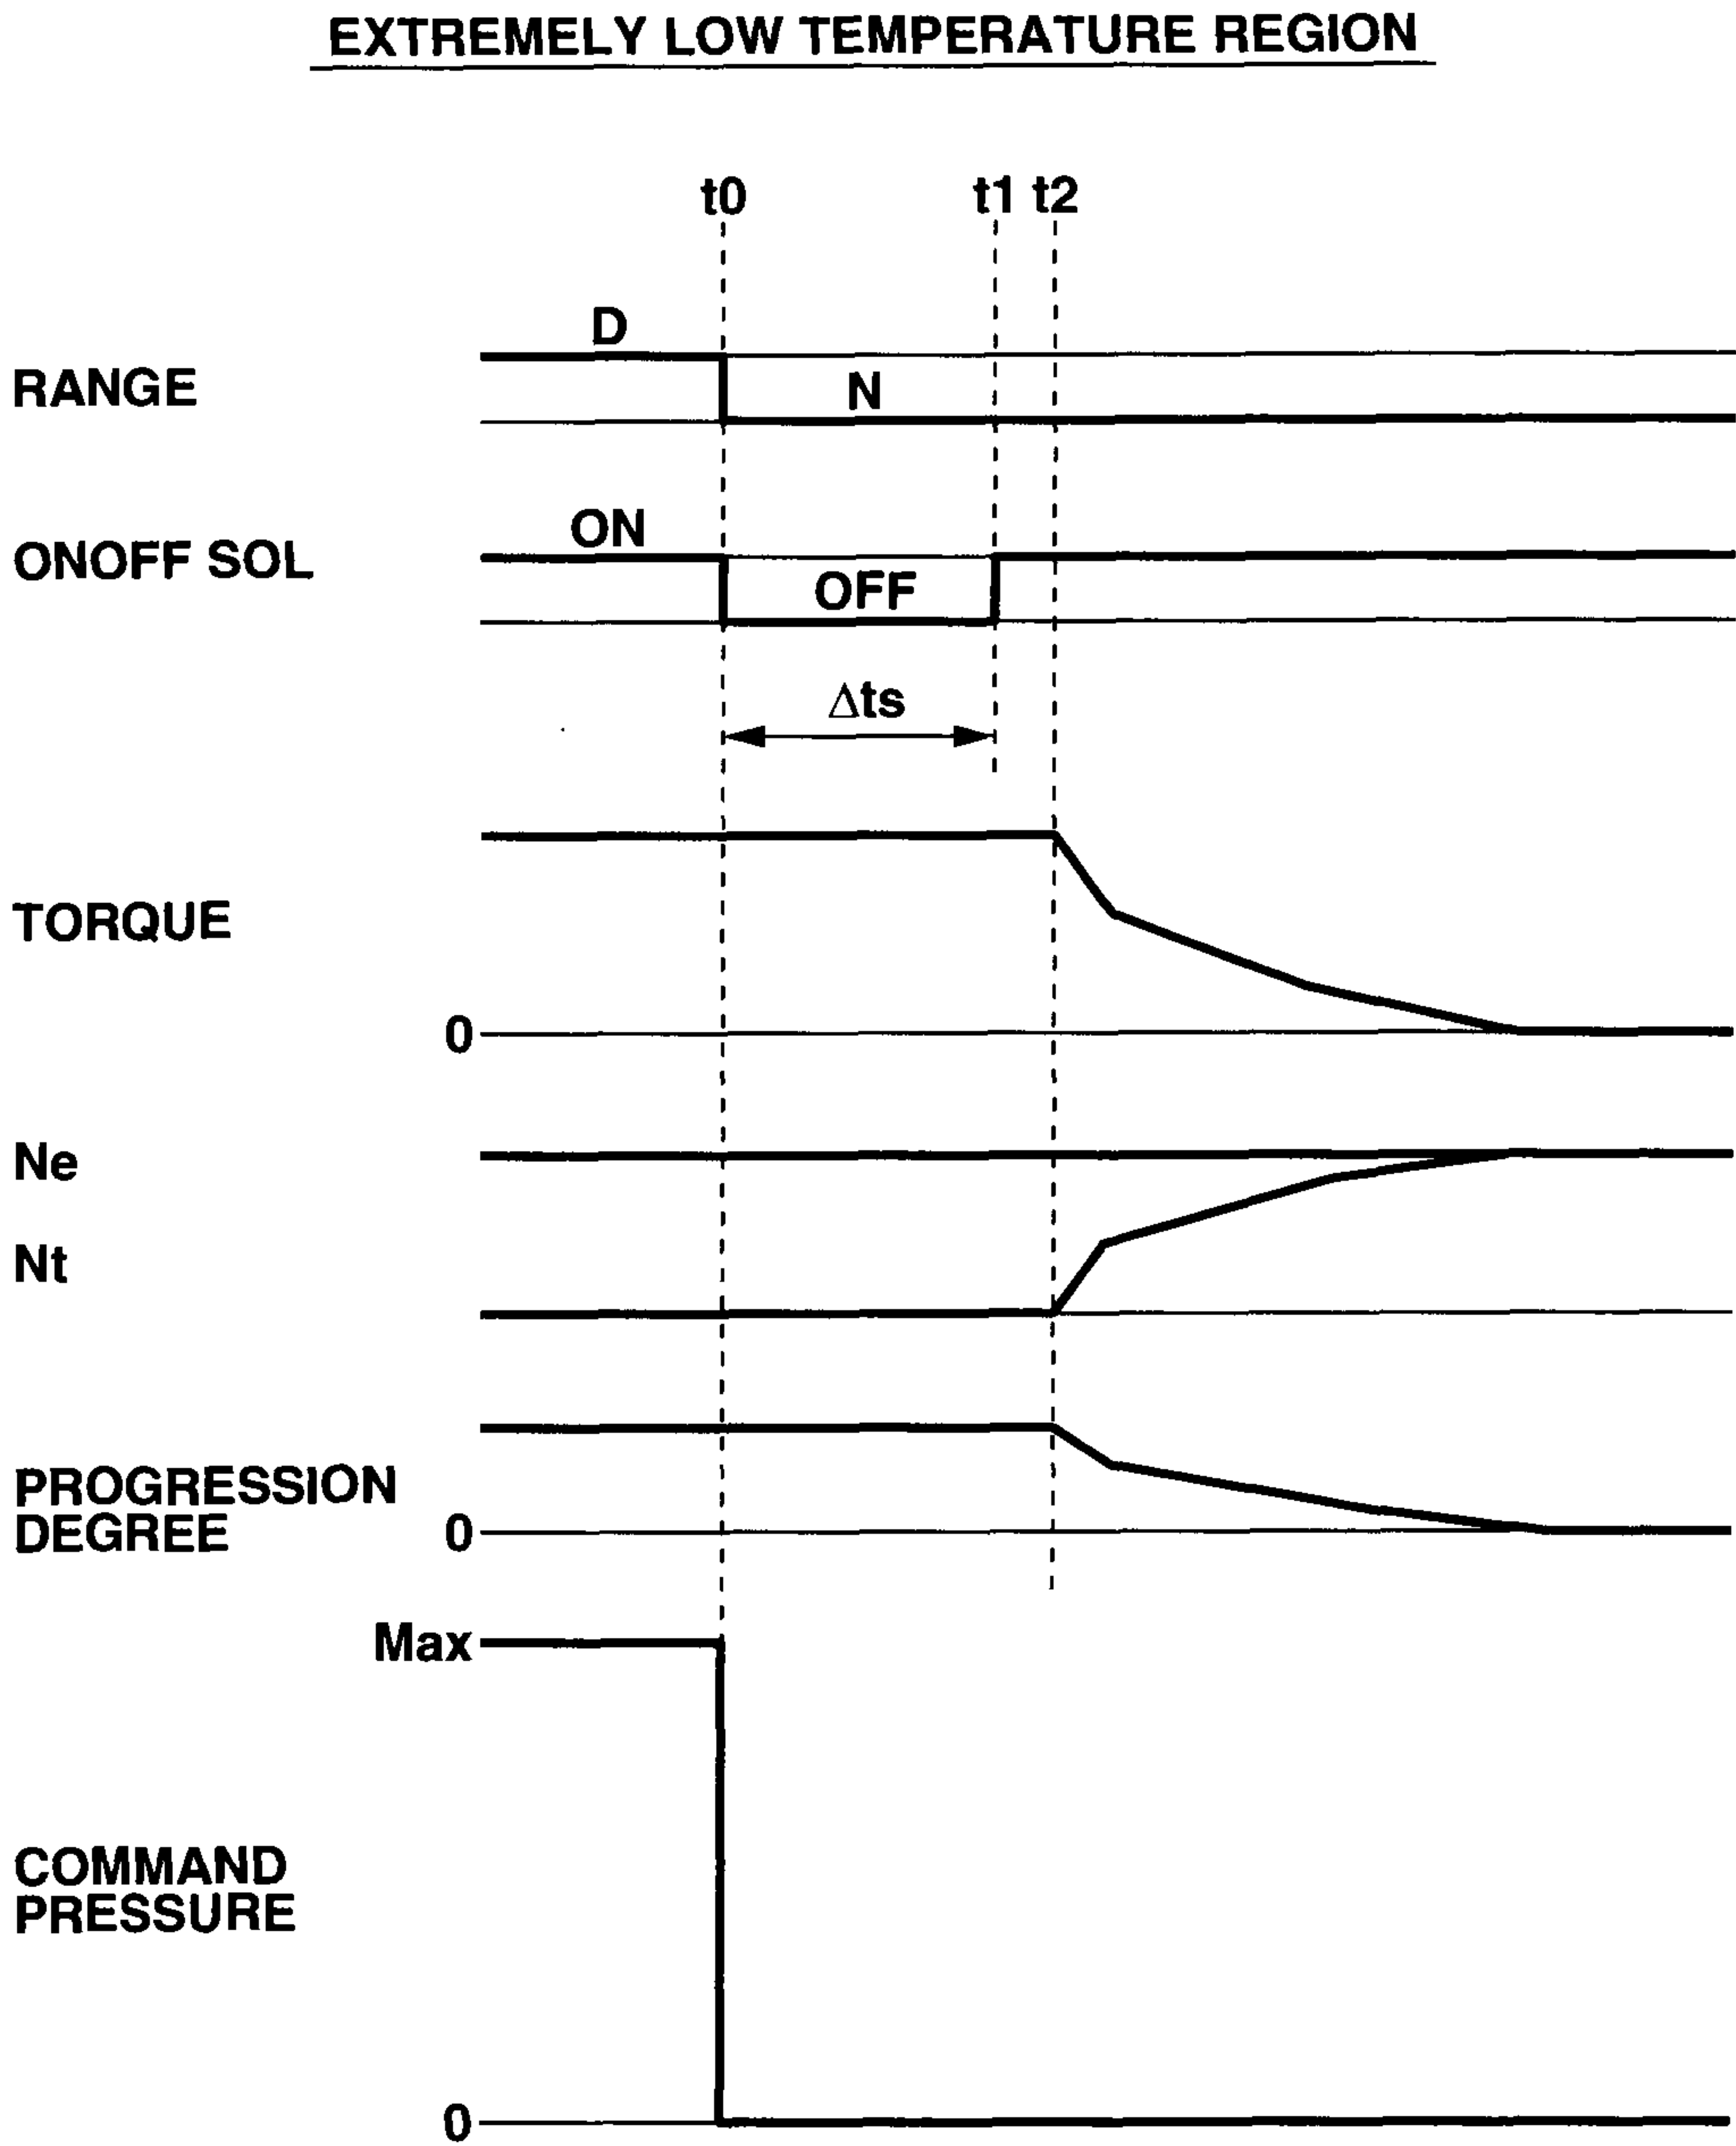 EXTREMELY LOW TEMPERATURE REGION
t0 t1 t2
D
RANGE
N
ON
ONOFF SOL
OFF
Δts
TORQUE
0
Ne
Nt
PROGRESSION
DEGREE
0
Max
COMMAND
PRESSURE
0